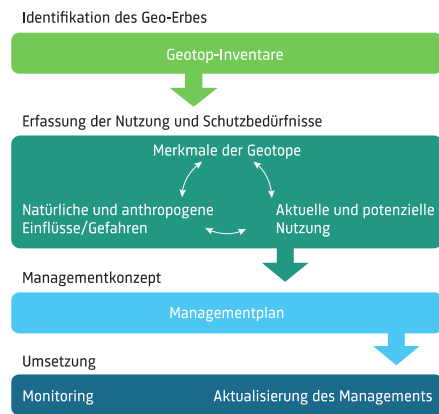 Identifikation des Geo-Erbes
Geotop-Inventare
Erfassung der Nutzung und Schutzbedürfnisse
Merkmale der Geotope
Natürliche und anthropogene
Einflüsse/Gefahren
Aktuelle und potenzielle
Nutzung
Managementkonzept
Managementplan
Umsetzung
Monitoring
Aktualisierung des Managements